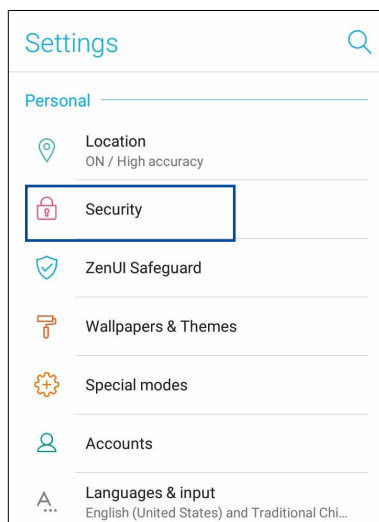 Settings
Personal
Location
ON / High accuracy
Security
ZenUI Safeguard
Wallpapers & Themes
Special modes
Accounts
Languages & input
English (United States) and Traditional Chi...